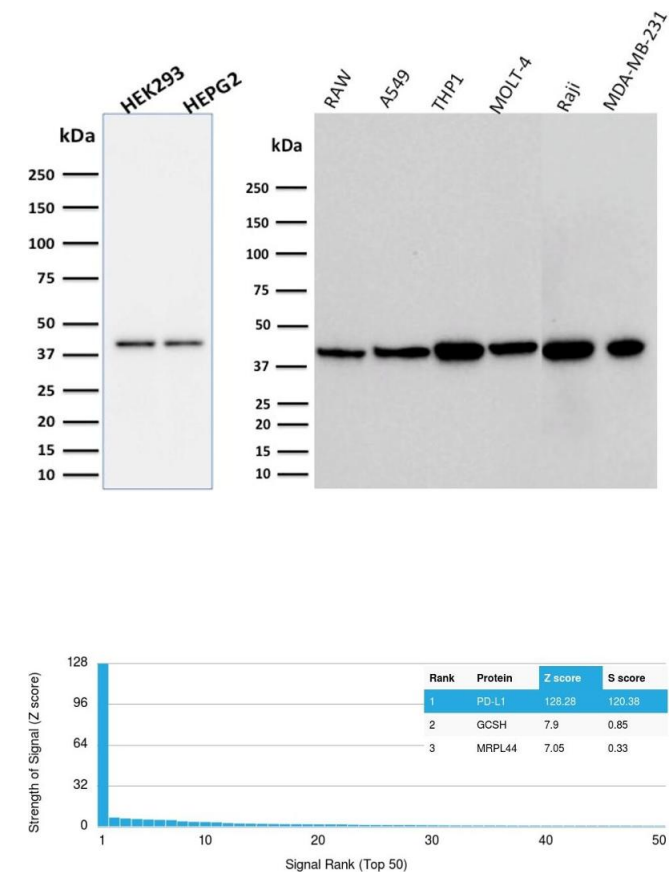 HEK293 HEPG2
kDa
250
150
100
75
50
37
25
20
15
10
RAW A549 THP1 MOLT-4 Raji MDA-MB-231
kDa
250
150
100
75
50
37
25
20
15
10
Strength of Signal (Z score)
128
96
64
32
0
1 10 20 30 40 50
Signal Rank (Top 50)
Rank Protein Z score S score
1 PD-L1 128.28 120.38
2 GCSH 7.9 0.85
3 MRPL44 7.05 0.33